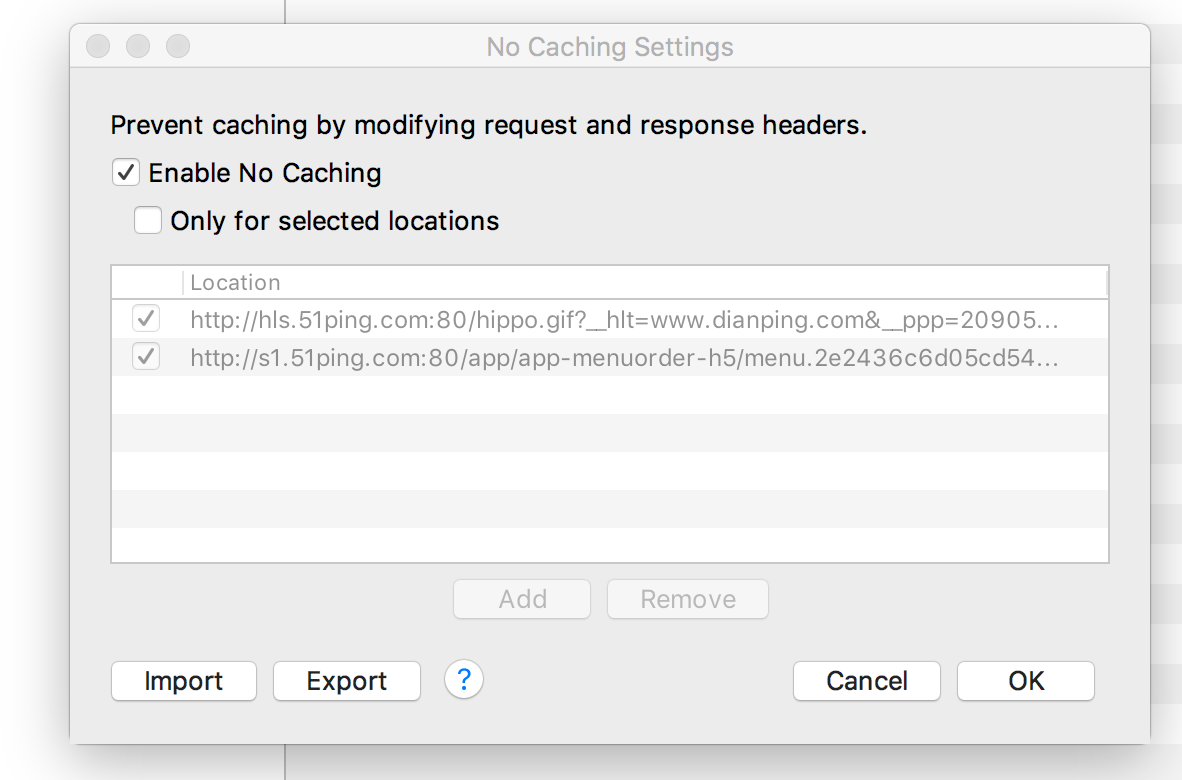 No Caching Settings
Prevent caching by modifying request and response headers.
Enable No Caching
Only for selected locations
Location
http://hls.51ping.com:80/hippo.gif?__hlt=www.dianping.com&__ppp=20905...
http://s1.51ping.com:80/app/app-menuorder-h5/menu.2e2436c6d05cd54...
Add Remove
Import Export ? Cancel OK